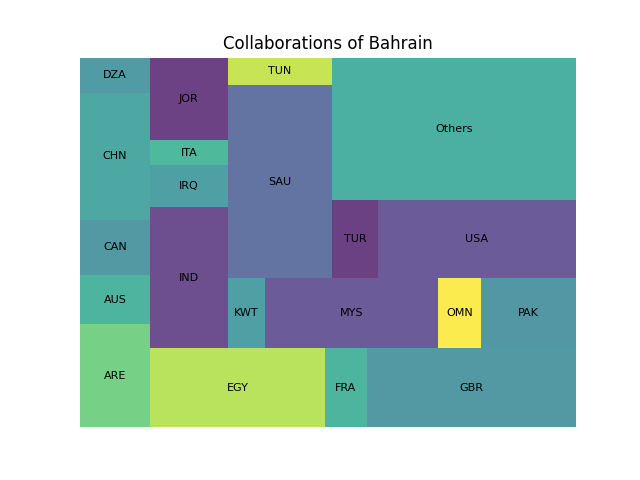 Collaborations of Bahrain
DZA
JOR
TUN
Others
CHN
ITA
IRQ
SAU
CAN
IND
TUR
USA
AUS
KWT
MYS
OMN
PAK
ARE
EGY
FRA
GBR